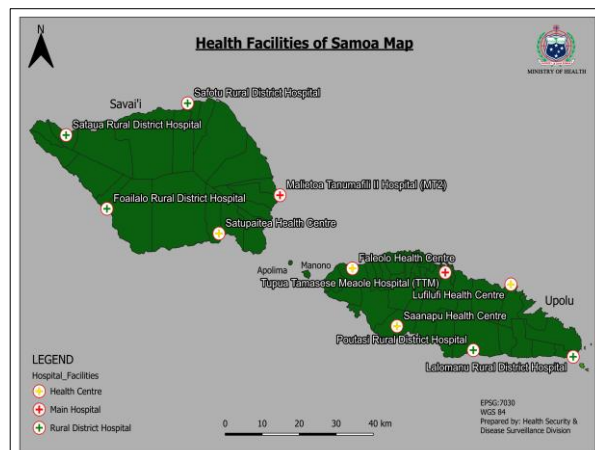 N
Health Facilities of Samoa Map
MINISTRY OF HEALTH
Savai'i
Safotu Rural District Hospital
Sataua Rural District Hospital
Malietoa Tanumafili II Hospital (MT2)
Foailalo Rural District Hospital
Satupaitea Health Centre
Faleolo Health Centre
Manono
Apolima
Tupua Tamasese Meaole Hospital (TTM)
Lufilufi Health Centre
Upolu
Saanapu Health Centre
Poutasi Rural District Hospital
Lalomanu Rural District Hospital
LEGEND
Hospital_Facilities
Health Centre
Main Hospital
Rural District Hospital
0 10 20 30 40 km
EPSG:7030
WGS 84
Prepared by: Health Security &
Disease Surveillance Division